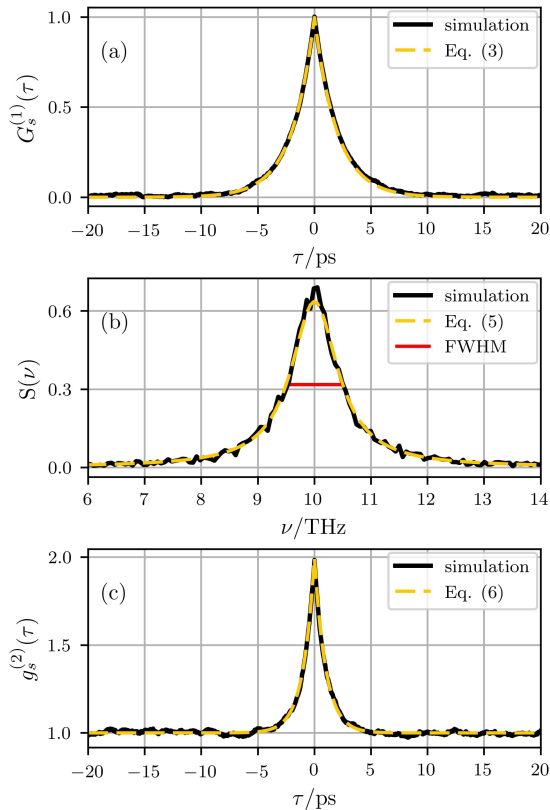 1.0
0.5
0.0
G_s^{(1)}(τ)
(a)
simulation
Eq. (3)
−20 −15 −10 −5 0 5 10 15 20
τ/ps
0.6
0.3
0.0
S(ν)
(b)
simulation
Eq. (5)
FWHM
6 7 8 9 10 11 12 13 14
ν/THz
2.0
1.5
1.0
g_s^{(2)}(τ)
(c)
simulation
Eq. (6)
−20 −15 −10 −5 0 5 10 15 20
τ/ps